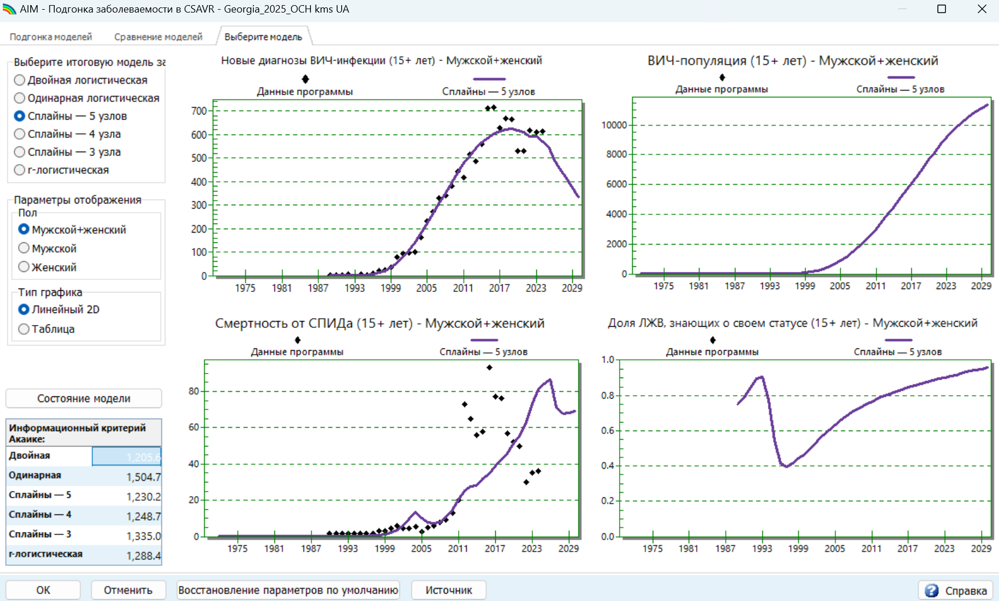 AIM - Подгонка заболеваемости в CSAVR - Georgia_2025_ОСН kms UA
Подгонка моделей
Сравнение моделей
Выберите модель
Выберите итоговую модель за
Двойная логистическая
Одинарная логистическая
Сплайны — 5 узлов
Сплайны — 4 узла
Сплайны — 3 узла
r-логистическая
Параметры отображения
Пол
Мужской+женский
Мужской
Женский
Тип графика
Линейный 2D
Таблица
Состояние модели
Информационный критерий
Акаике:
Двойная 1,205.6
Одинарная 1,504.7
Сплайны — 5 1,230.2
Сплайны — 4 1,248.7
Сплайны — 3 1,335.0
r-логистическая 1,288.4
Новые диагнозы ВИЧ-инфекции (15+ лет) - Мужской+женский
Данные программы Сплайны — 5 узлов
700
600
500
400
300
200
100
0
1975 1981 1987 1993 1999 2005 2011 2017 2023 2029
ВИЧ-популяция (15+ лет) - Мужской+женский
Данные программы Сплайны — 5 узлов
10000
8000
6000
4000
2000
0
1975 1981 1987 1993 1999 2005 2011 2017 2023 2029
Смертность от СПИДа (15+ лет) - Мужской+женский
Данные программы Сплайны — 5 узлов
80
60
40
20
0
1975 1981 1987 1993 1999 2005 2011 2017 2023 2029
Доля ЛЖВ, знающих о своем статусе (15+ лет) - Мужской+женский
Данные программы Сплайны — 5 узлов
1.0
0.8
0.6
0.4
0.2
0.0
1975 1981 1987 1993 1999 2005 2011 2017 2023 2029
ОК
Отменить
Восстановление параметров по умолчанию
Источник
Справка